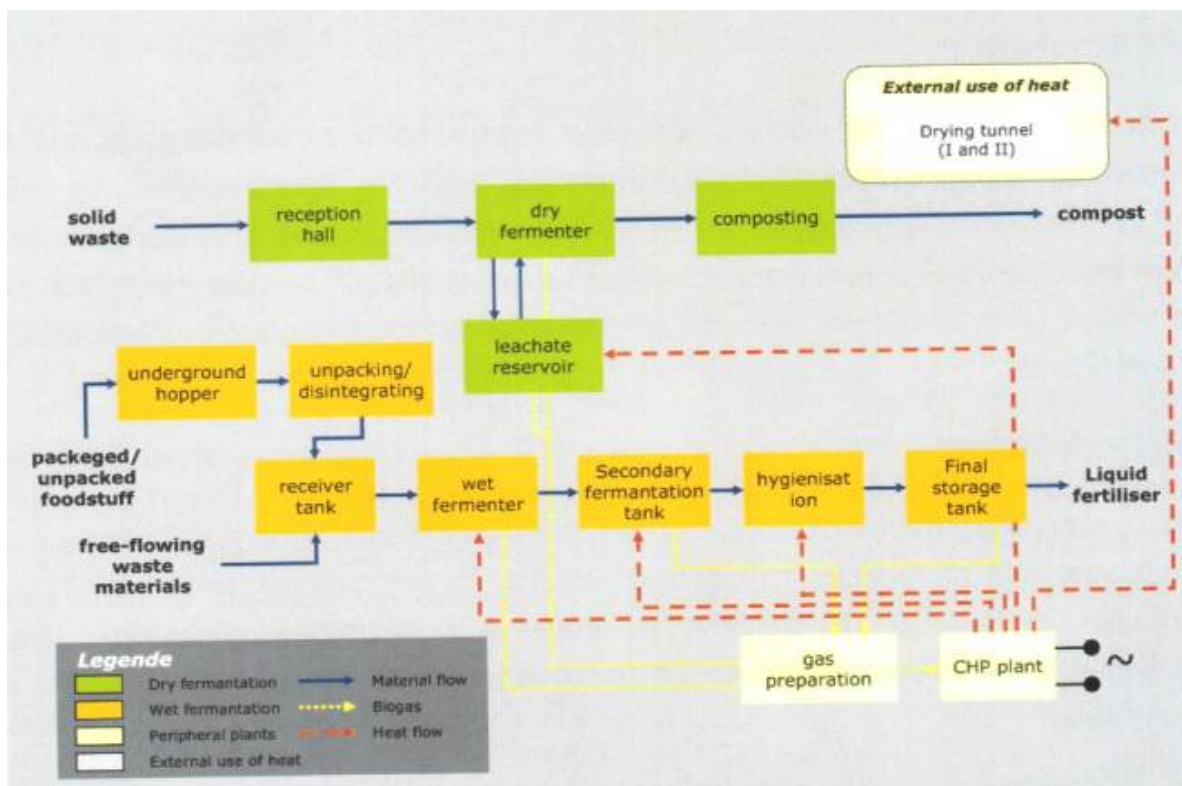 External use of heat
Drying tunnel
(I and II)
solid
waste
reception
hall
dry
fermenter
composting
compost
leachate
reservoir
underground
hopper
unpacking/
disintegrating
packeged/
unpacked
foodstuff
receiver
tank
wet
fermenter
Secondary
fermantation
tank
hygienisat
ion
Final
storage
tank
Liquid
fertiliser
free-flowing
waste
materials
gas
preparation
CHP plant
~
Legende
Dry fermantation
Material flow
Wet fermantation
Biogas
Peripheral plants
Heat flow
External use of heat